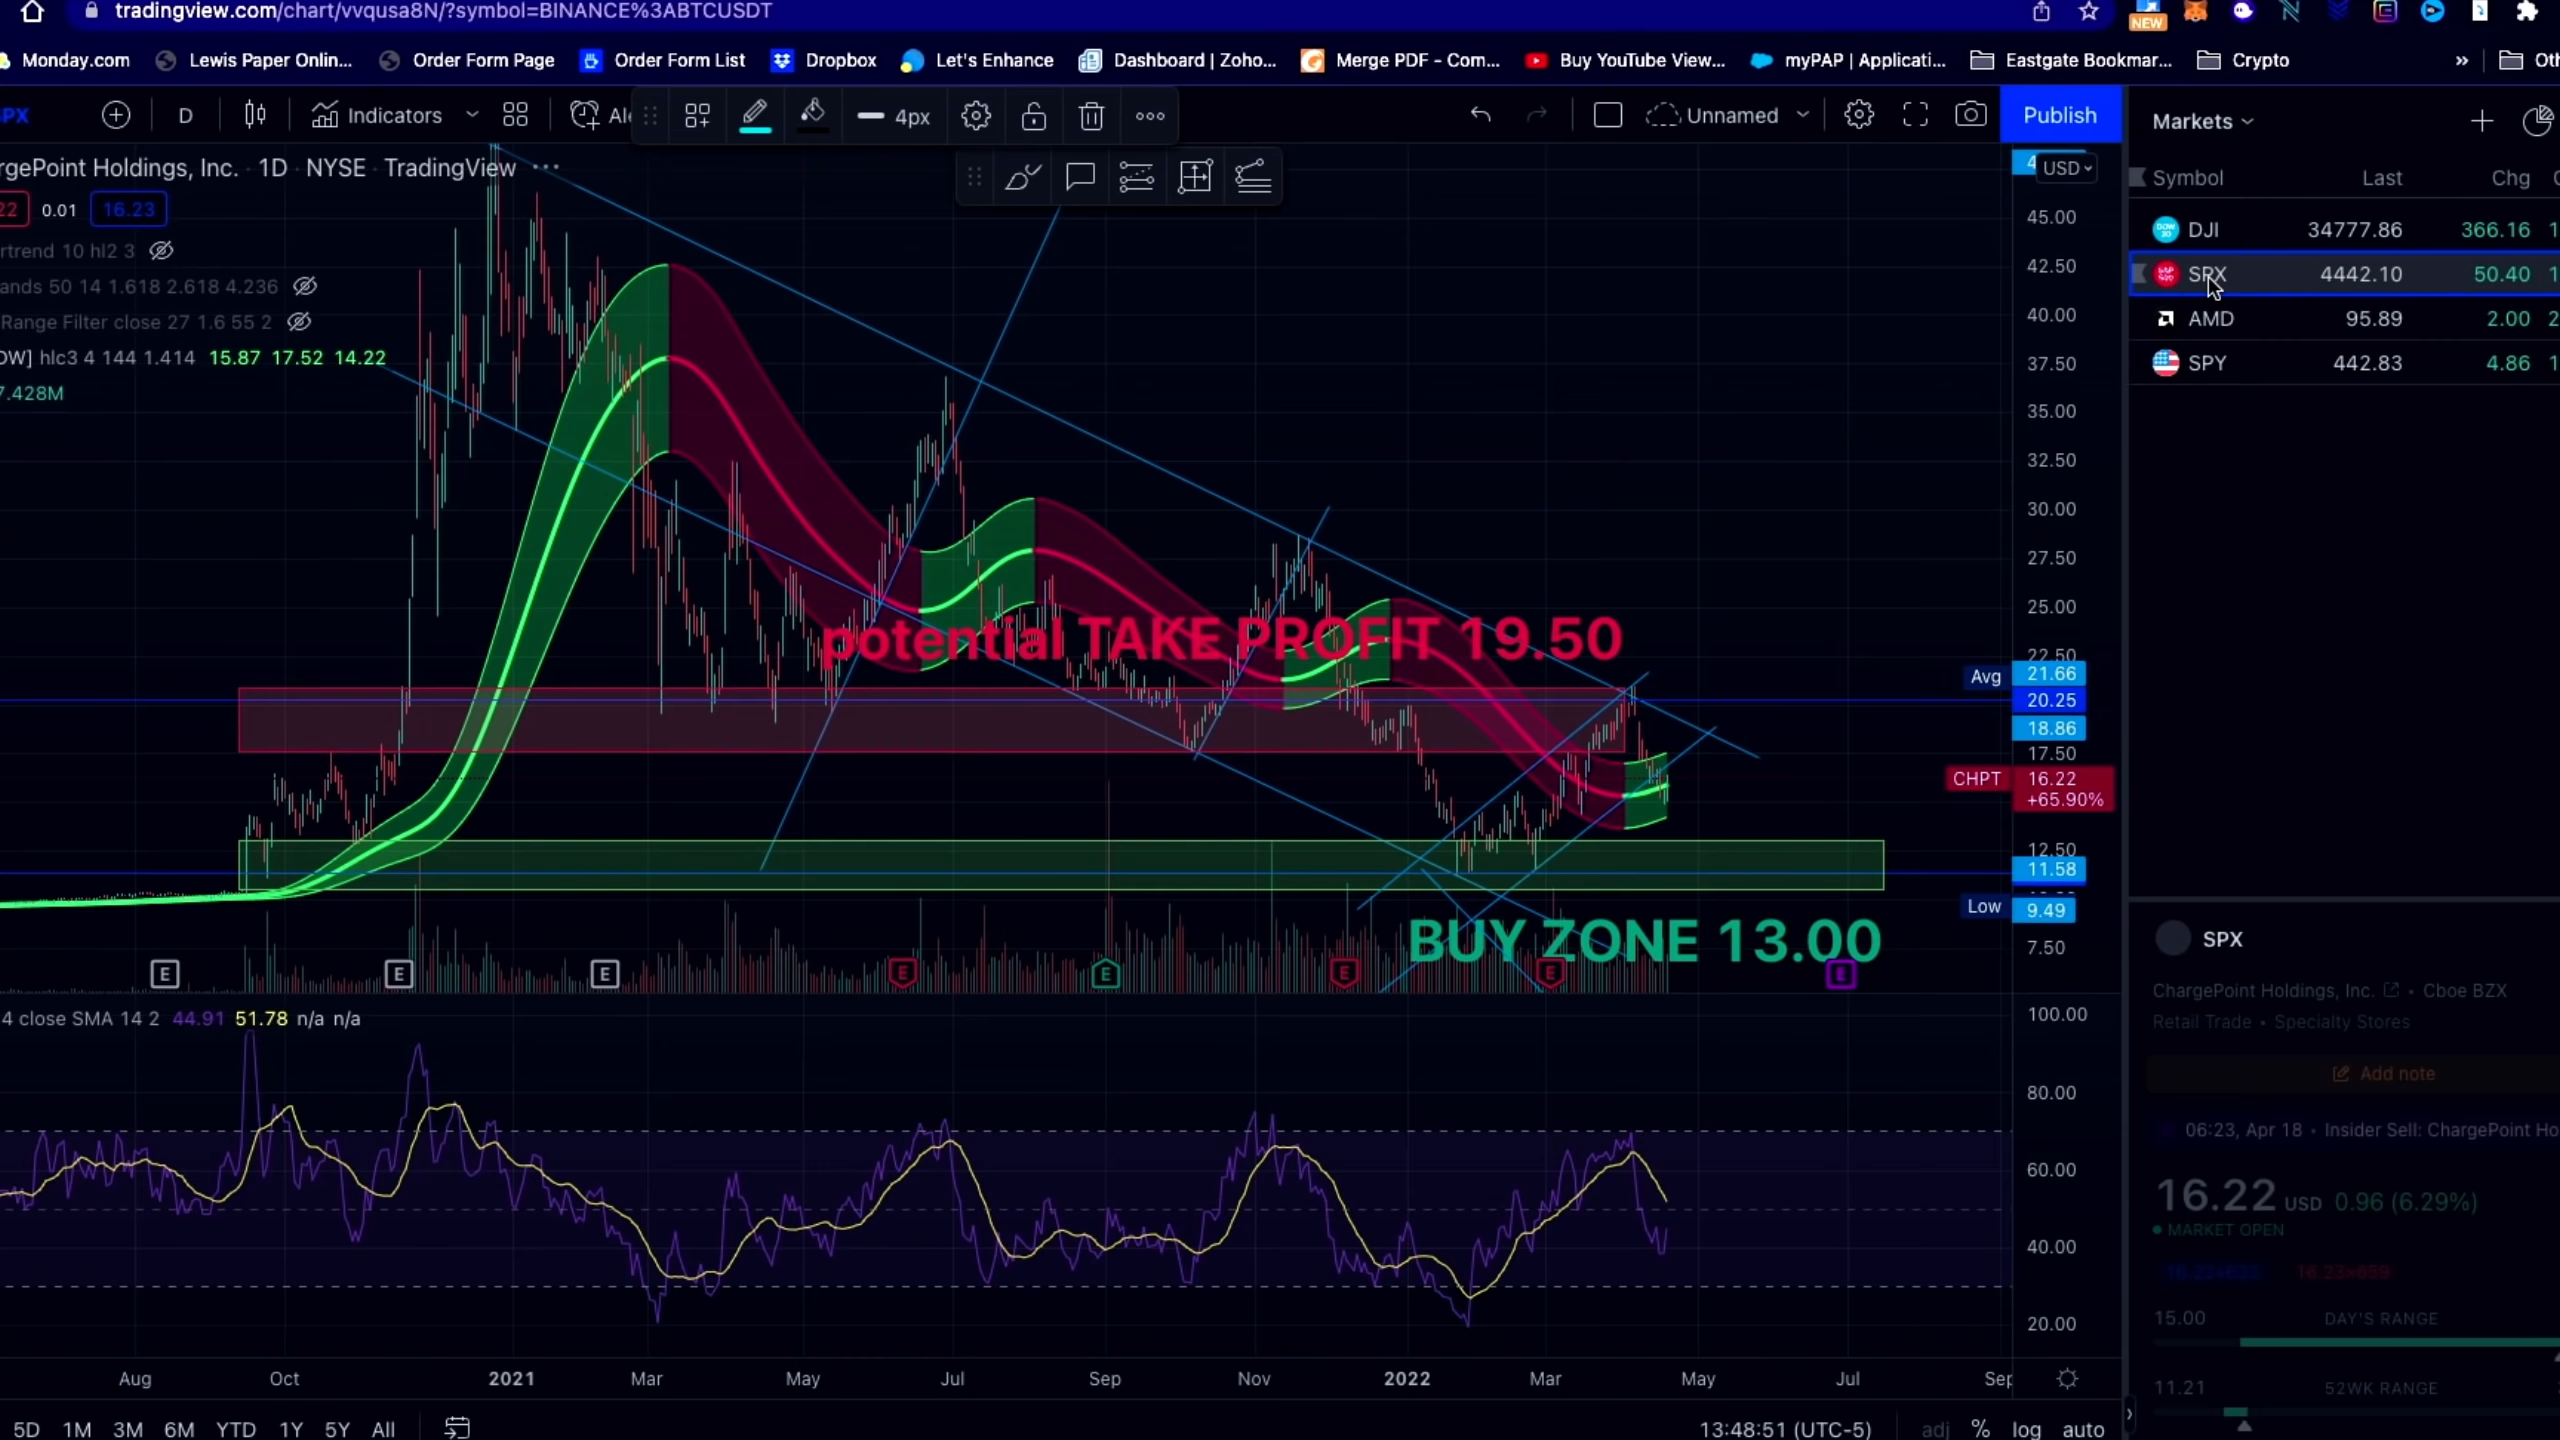 tradingview.com/chart/vvqusa8N/?symbol=BINANCE%3ABTCUSDT
NEW
Monday.com Lewis Paper Onlin... Order Form Page Order Form List Dropbox Let's Enhance Dashboard | Zoho... Merge PDF - Com... Buy YouTube View... myPAP | Applicati... Eastgate Bookmar... Crypto » Oth
SPX D Indicators Ale 4px Unnamed Publish
Markets
rgePoint Holdings, Inc. · 1D · NYSE · TradingView
USD
Symbol Last Chg
22 0.01 16.23
rtrend 10 hl2 3
ands 50 14 1.618 2.618 4.236
Range Filter close 27 1.6 55 2
OW] hlc3 4 144 1.414 15.87 17.52 14.22
7.428M
DJI 34777.86 366.16 1
SPX 4442.10 50.40 1
AMD 95.89 2.00 2
SPY 442.83 4.86 1
45.00
42.50
40.00
37.50
35.00
32.50
30.00
27.50
25.00
22.50
potential TAKE PROFIT 19.50
Avg 21.66
20.25
18.86
17.50
CHPT 16.22
+65.90%
12.50
11.58
Low 9.49
7.50
BUY ZONE 13.00
E E E E E E E E
4 close SMA 14 2 44.91 51.78 n/a n/a
100.00
80.00
60.00
40.00
20.00
SPX
ChargePoint Holdings, Inc. • Cboe BZX
Retail Trade • Specialty Stores
Add note
06:23, Apr 18 • Insider Sell: ChargePoint Ho
16.22 USD 0.96 (6.29%)
MARKET OPEN
15.00 DAY'S RANGE
11.21 52WK RANGE
Aug Oct 2021 Mar May Jul Sep Nov 2022 Mar May Jul Sep
5D 1M 3M 6M YTD 1Y 5Y All
13:48:51 (UTC-5) adj % log auto